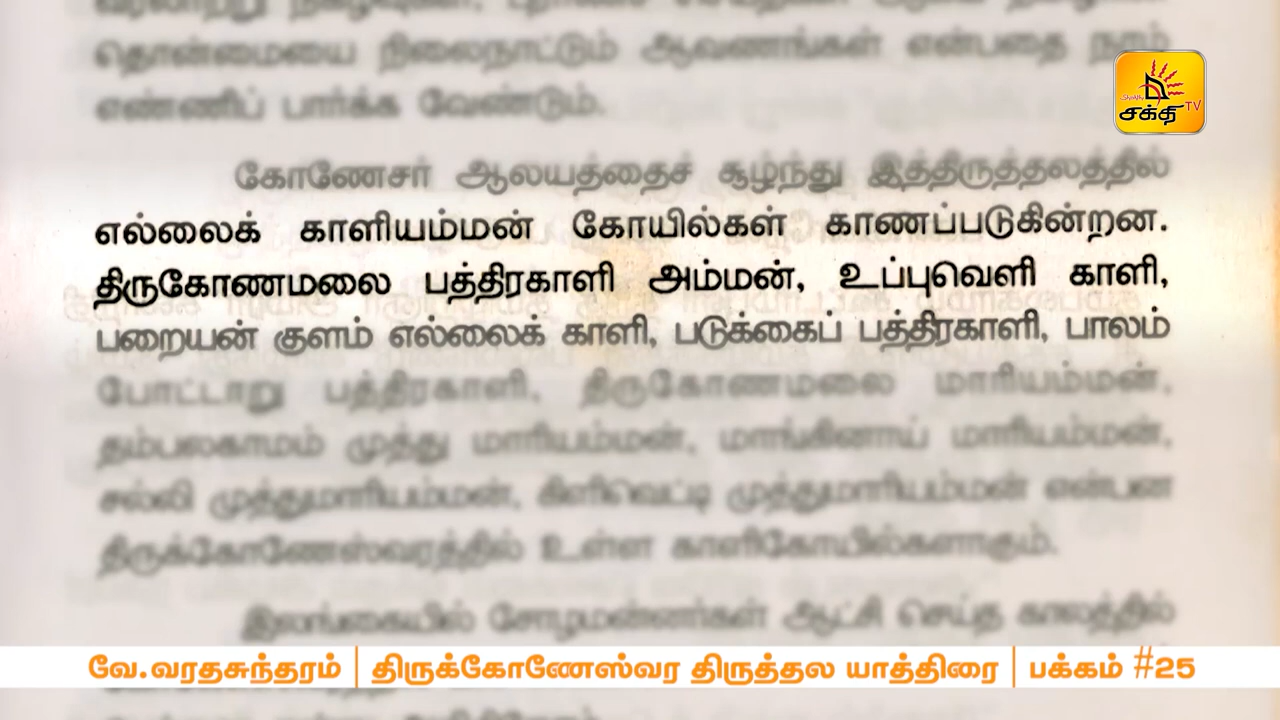 தொன்மையை நிலைநாட்டும் ஆவணங்கள் என்பதை நாம்
எண்ணிப் பார்க்க வேண்டும்.
Shakthi
சக்தி TV
கோணேசர் ஆலயத்தைச் சூழ்ந்து இத்திருத்தலத்தில்
எல்லைக் காளியம்மன் கோயில்கள் காணப்படுகின்றன.
திருகோணமலை பத்திரகாளி அம்மன், உப்புவெளி காளி,
பறையன் குளம் எல்லைக் காளி, படுக்கைப் பத்திரகாளி, பாலம்
போட்டாறு பத்திரகாளி, திருகோணமலை மாரியம்மன்,
தம்பலகாமம் முத்து மாரியம்மன், மாங்கினாய் மாரியம்மன்,
சல்லி முத்துமாரியம்மன், கிளிவெட்டி முத்துமாரியம்மன் என்பன
திருக்கோணேஸ்வரத்தில் உள்ள காளிகோயில்களாகும்.
இலங்கையில் சோழமன்னர்கள் ஆட்சி செய்த காலத்தில்
வே.வரதசுந்தரம் | திருக்கோணேஸ்வர திருத்தல யாத்திரை | பக்கம் #25